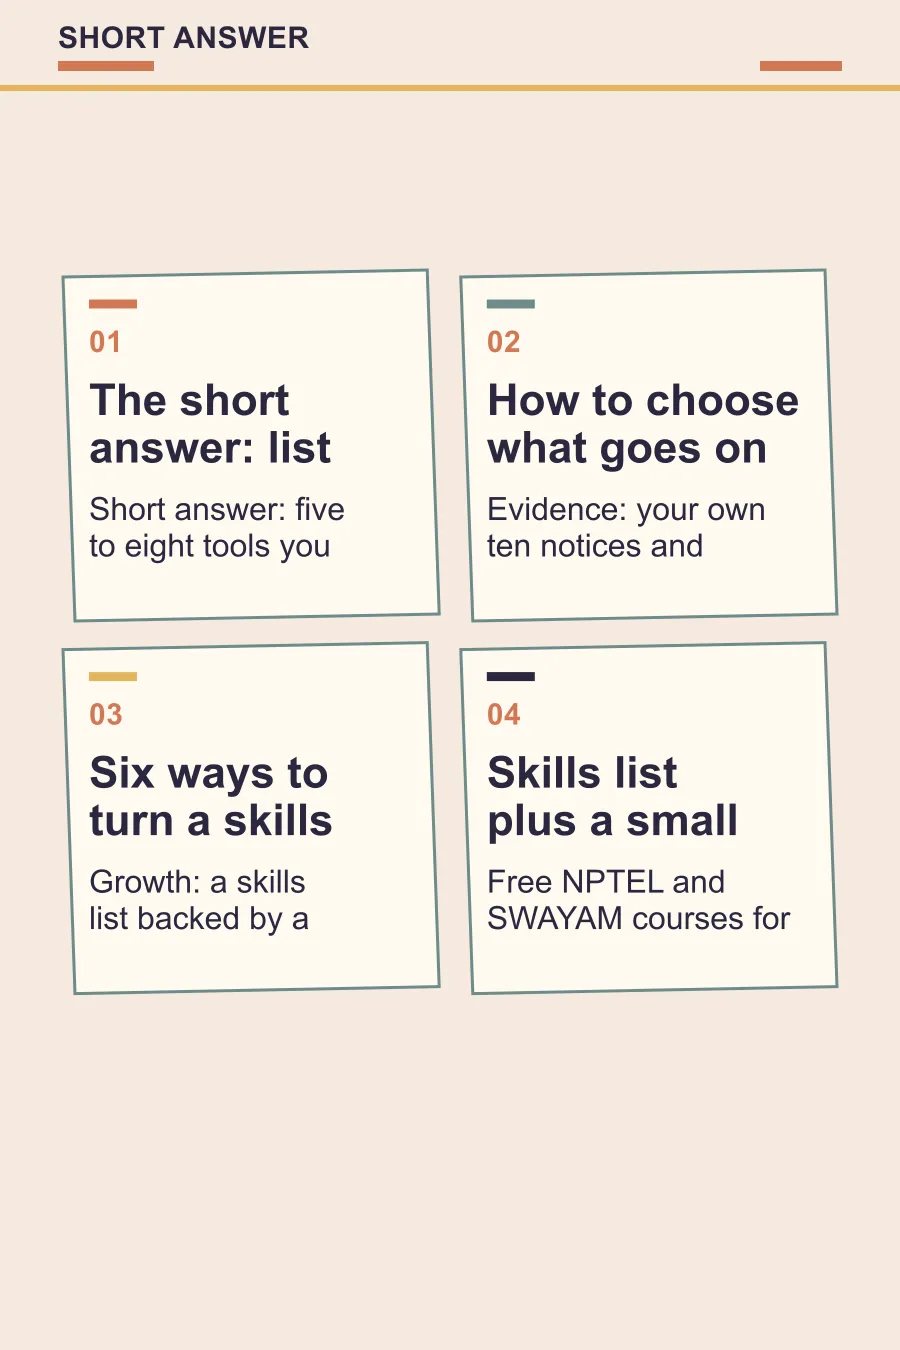 SHORT ANSWER
01
The short
answer: list
Short answer: five
to eight tools you
02
How to choose
what goes on
Evidence: your own
ten notices and
03
Six ways to
turn a skills
Growth: a skills
list backed by a
04
Skills list
plus a small
Free NPTEL and
SWAYAM courses for